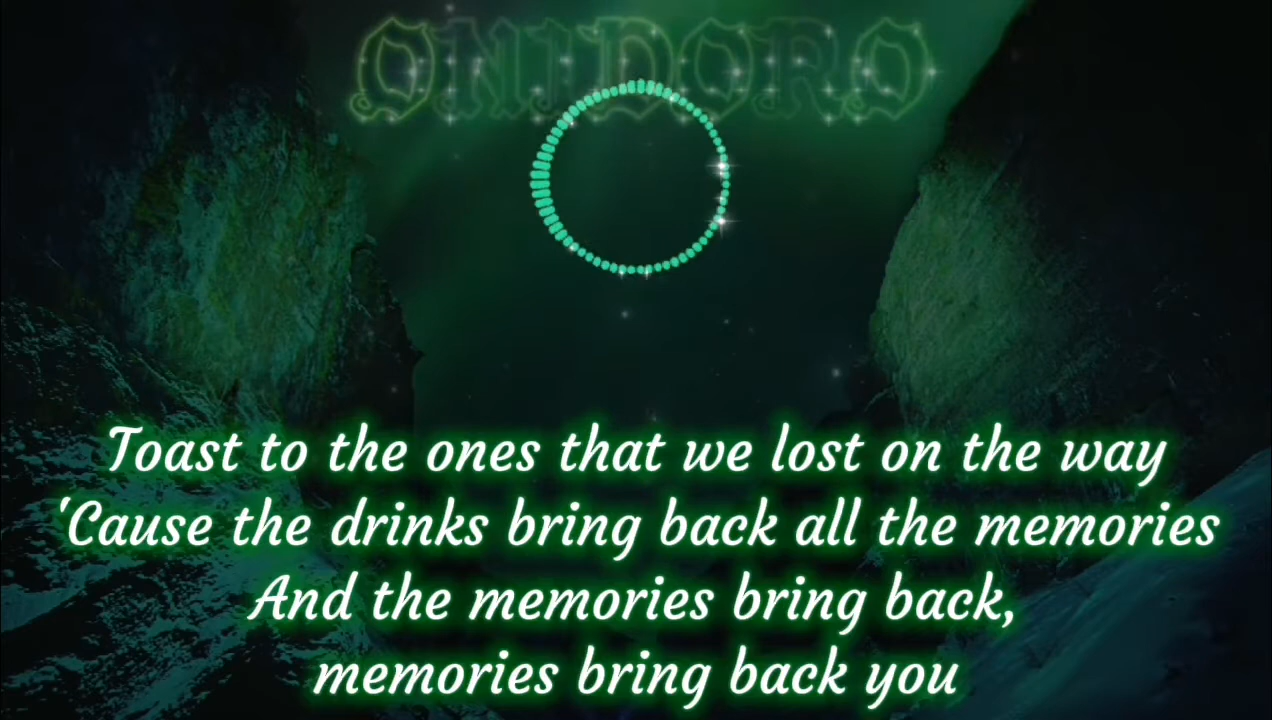 ONIDORO
Toast to the ones that we lost on the way
'Cause the drinks bring back all the memories
And the memories bring back,
memories bring back you